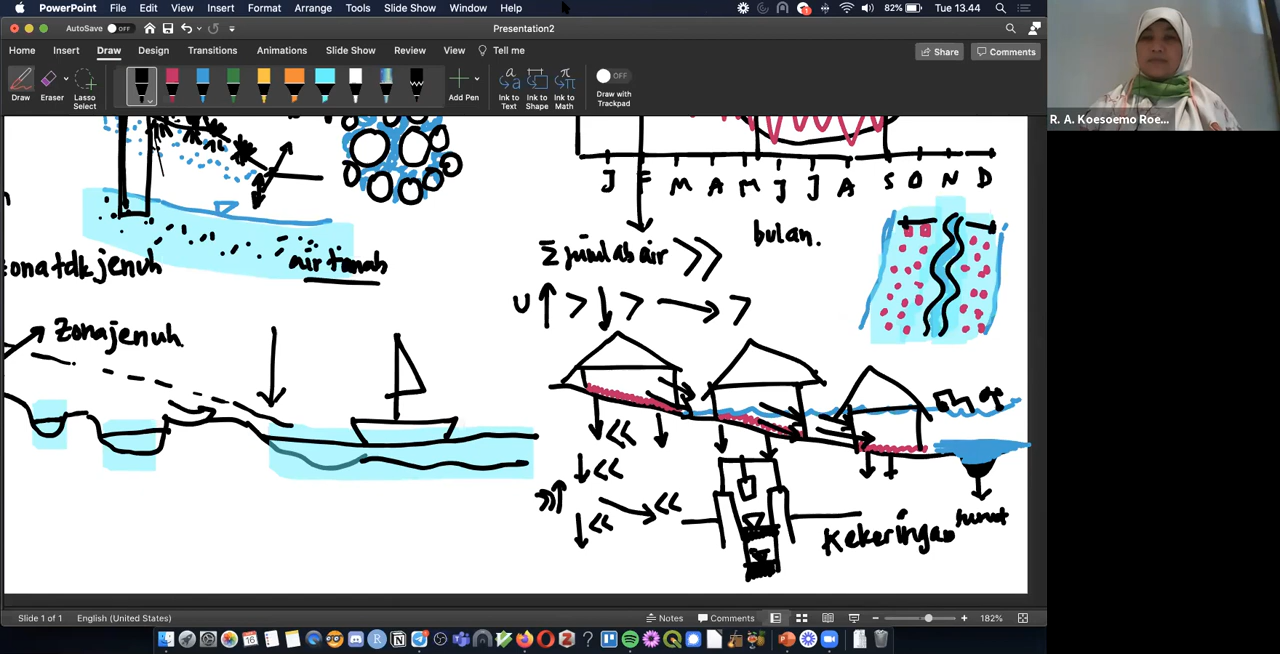 PowerPoint File Edit View Insert Format Arrange Tools Slide Show Window Help 82% Tue 13.44
AutoSave OFF Presentation2
Home Insert Draw Design Transitions Animations Slide Show Review View Tell me Share Comments
Draw Eraser Lasso Select Add Pen Ink to Text Ink to Shape Ink to Math OFF Draw with Trackpad
R. A. Koesoemo Roe...
J F M A M J J A S O N D
bulan.
Σ jumlah air >>
U ↑ > ↓ > → >
zona tdk jenuh
air tanah
Zona jenuh.
<<
<<
>>↑ <<
↓ <<
Kekeringan
surut
Slide 1 of 1 English (United States) Notes Comments 182%